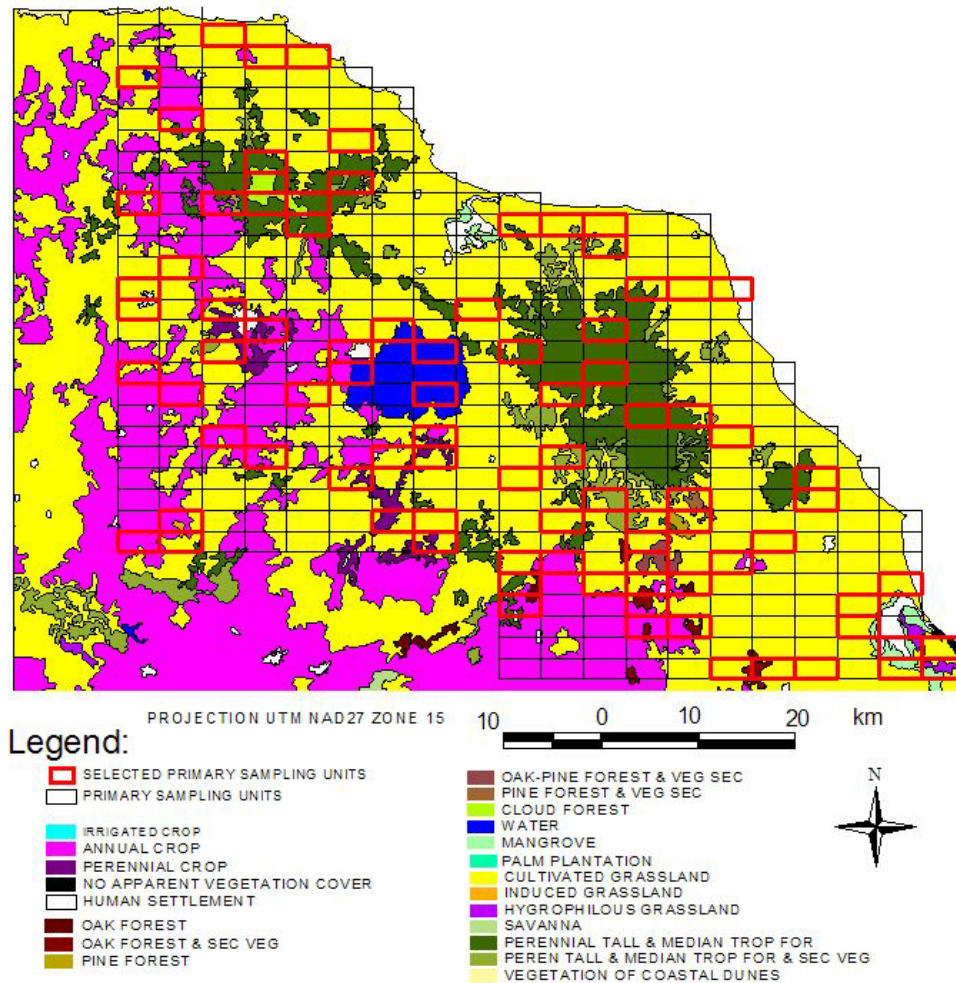 PROJECTION UTM NAD27 ZONE 15
10 0 10 20 km
Legend:
SELECTED PRIMARY SAMPLING UNITS
PRIMARY SAMPLING UNITS
IRRIGATED CROP
ANNUAL CROP
PERENNIAL CROP
NO APPARENT VEGETATION COVER
HUMAN SETTLEMENT
OAK FOREST
OAK FOREST & SEC VEG
PINE FOREST
OAK-PINE FOREST & VEG SEC
PINE FOREST & VEG SEC
CLOUD FOREST
WATER
MANGROVE
PALM PLANTATION
CULTIVATED GRASSLAND
INDUCED GRASSLAND
HYGROPHILOUS GRASSLAND
SAVANNA
PERENNIAL TALL & MEDIAN TROP FOR
PEREN TALL & MEDIAN TROP FOR & SEC VEG
VEGETATION OF COASTAL DUNES
N